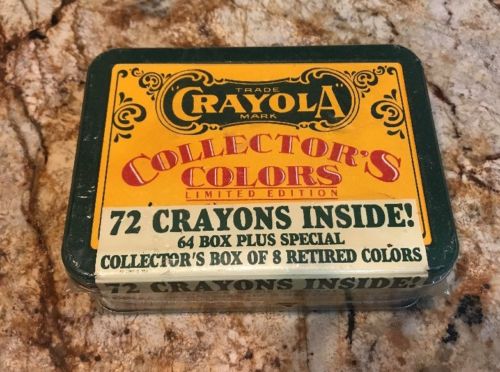 TRADE
"CRAYOLA"
MARK
COLLECTOR'S
COLORS
LIMITED EDITION
72 CRAYONS INSIDE!
64 BOX PLUS SPECIAL
COLLECTOR'S BOX OF 8 RETIRED COLORS
72 CRAYONS INSIDE!